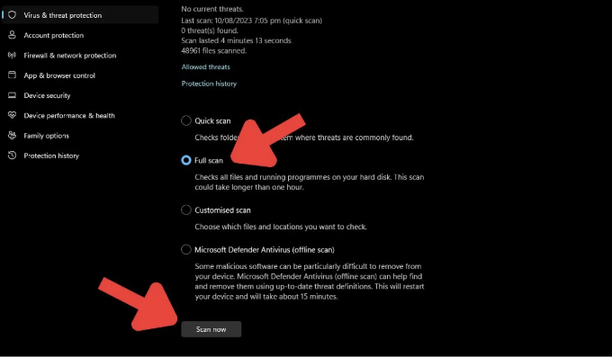 Virus & threat protection
Account protection
Firewall & network protection
App & browser control
Device security
Device performance & health
Family options
Protection history
No current threats.
Last scan: 10/08/2023 7:05 pm (quick scan)
0 threat(s) found.
Scan lasted 4 minutes 13 seconds
48961 files scanned.
Allowed threats
Protection history
Quick scan
Checks folde em where threats are commonly found.
Full scan
Checks all files and running programmes on your hard disk. This scan
could take longer than one hour.
Customised scan
Choose which files and locations you want to check.
Microsoft Defender Antivirus (offline scan)
Some malicious software can be particularly difficult to remove from
your device. Microsoft Defender Antivirus (offline scan) can help find
and remove them using up-to-date threat definitions. This will restart
your device and will take about 15 minutes.
Scan now